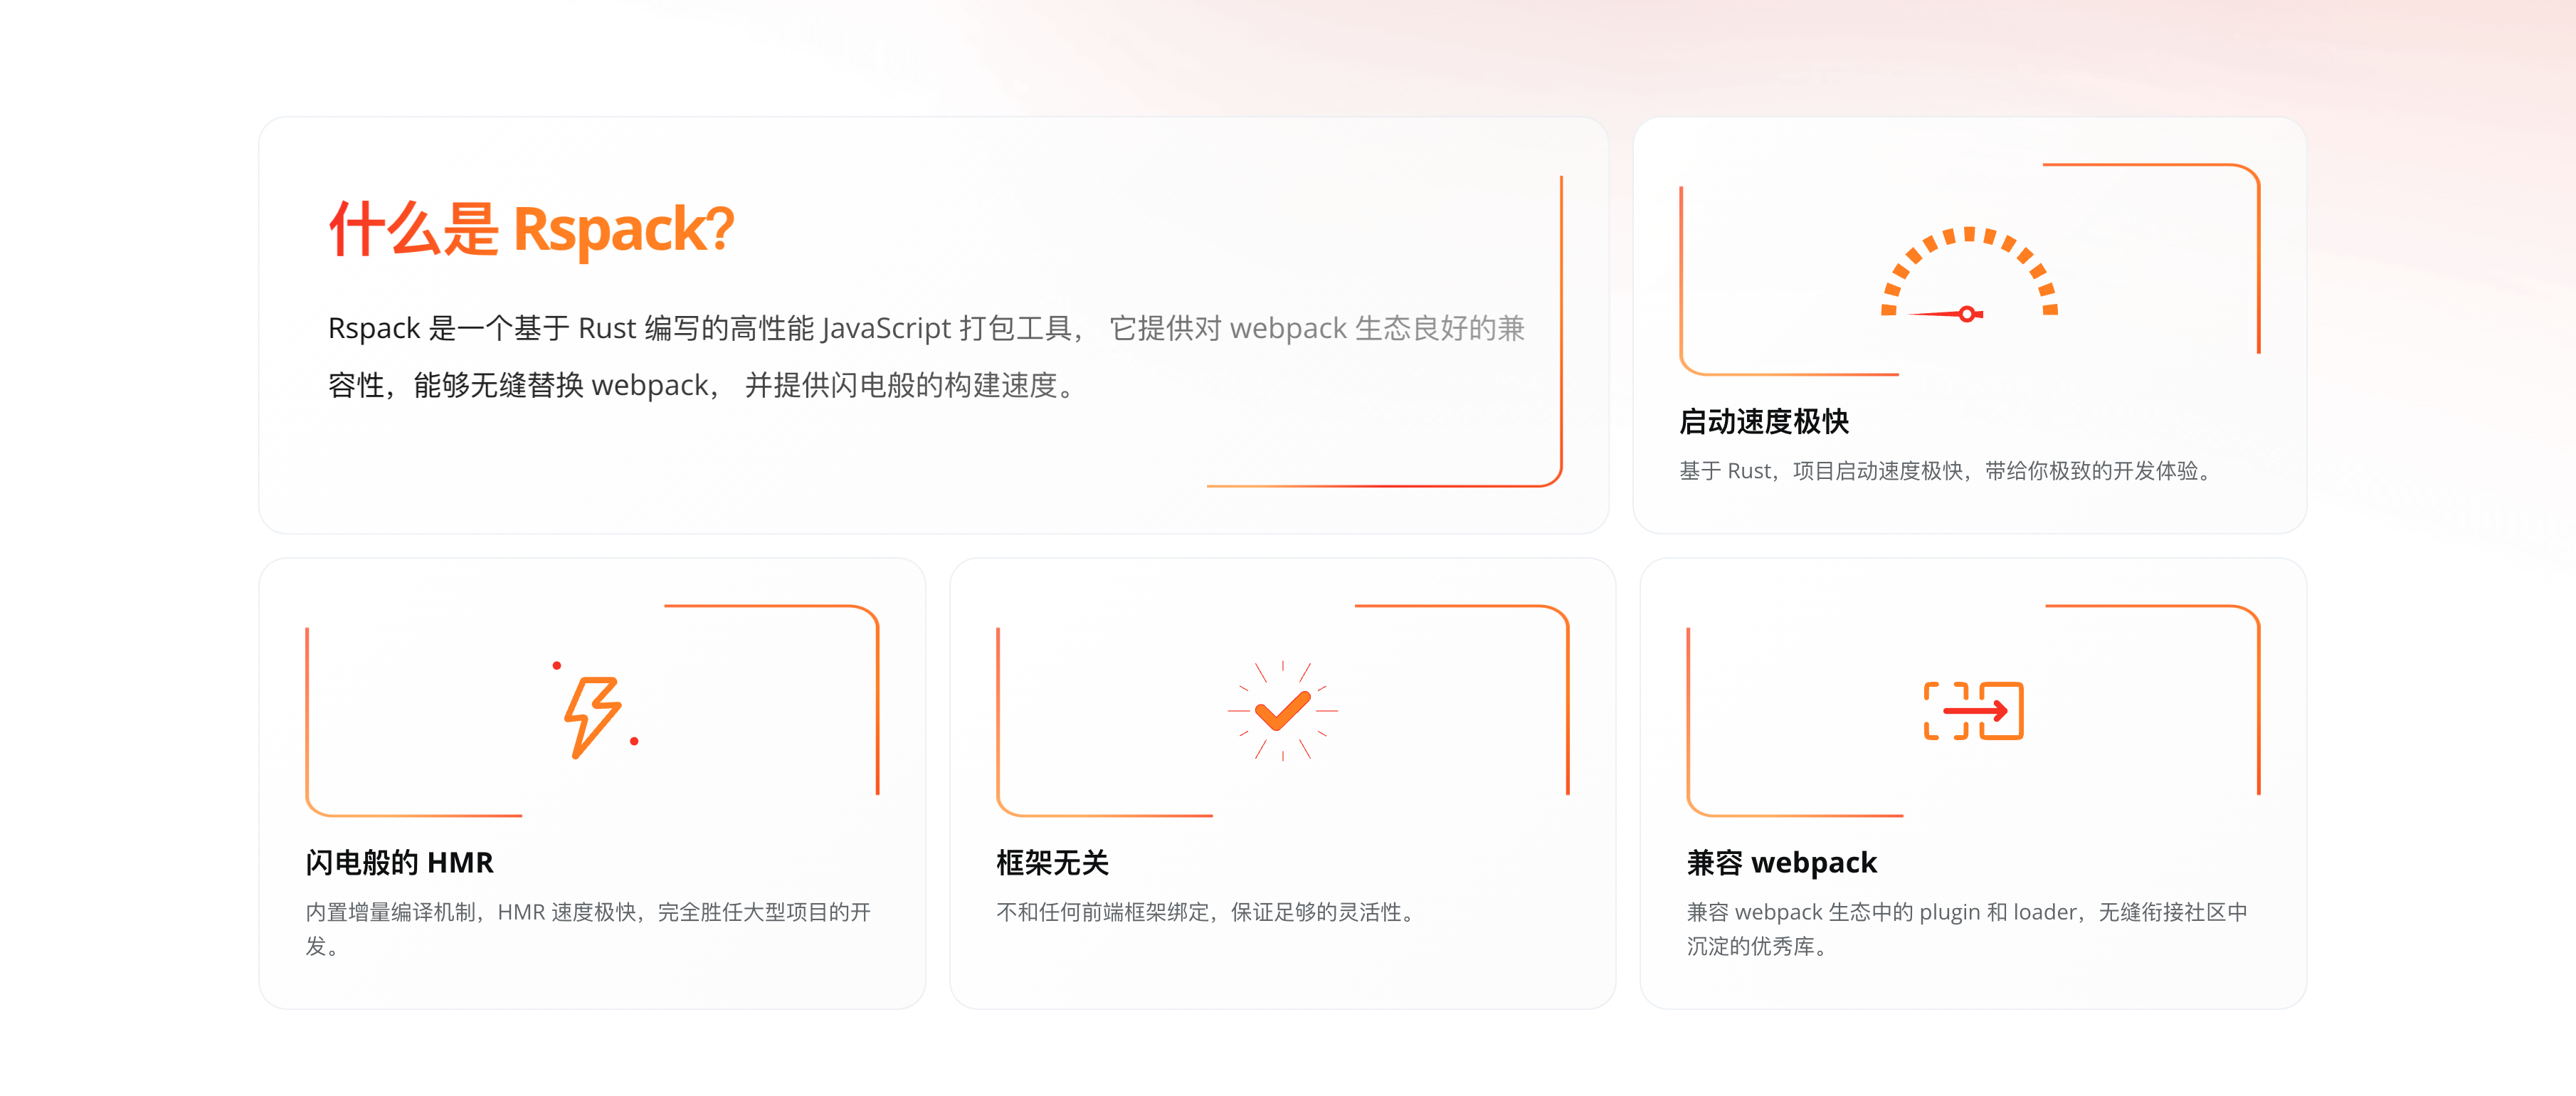 什么是 Rspack？
Rspack 是一个基于 Rust 编写的高性能 JavaScript 打包工具， 它提供对 webpack 生态良好的兼
容性，能够无缝替换 webpack， 并提供闪电般的构建速度。
启动速度极快
基于 Rust，项目启动速度极快，带给你极致的开发体验。
闪电般的 HMR
内置增量编译机制，HMR 速度极快，完全胜任大型项目的开
发。
框架无关
不和任何前端框架绑定，保证足够的灵活性。
兼容 webpack
兼容 webpack 生态中的 plugin 和 loader，无缝衔接社区中
沉淀的优秀库。